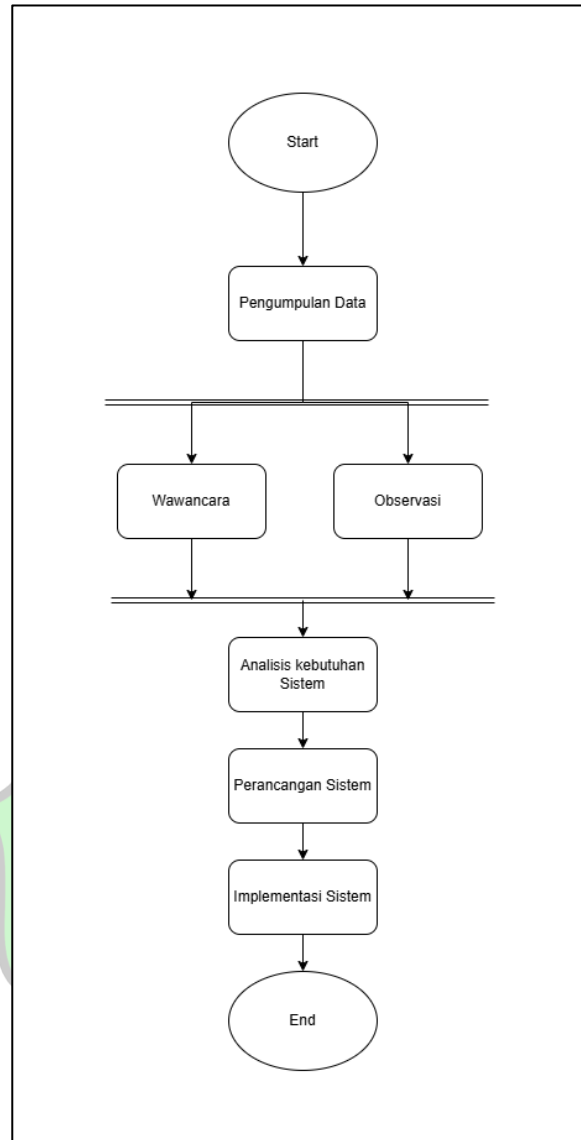 Start
Pengumpulan Data
Wawancara
Observasi
Analisis kebutuhan
Sistem
Perancangan Sistem
Implementasi Sistem
End